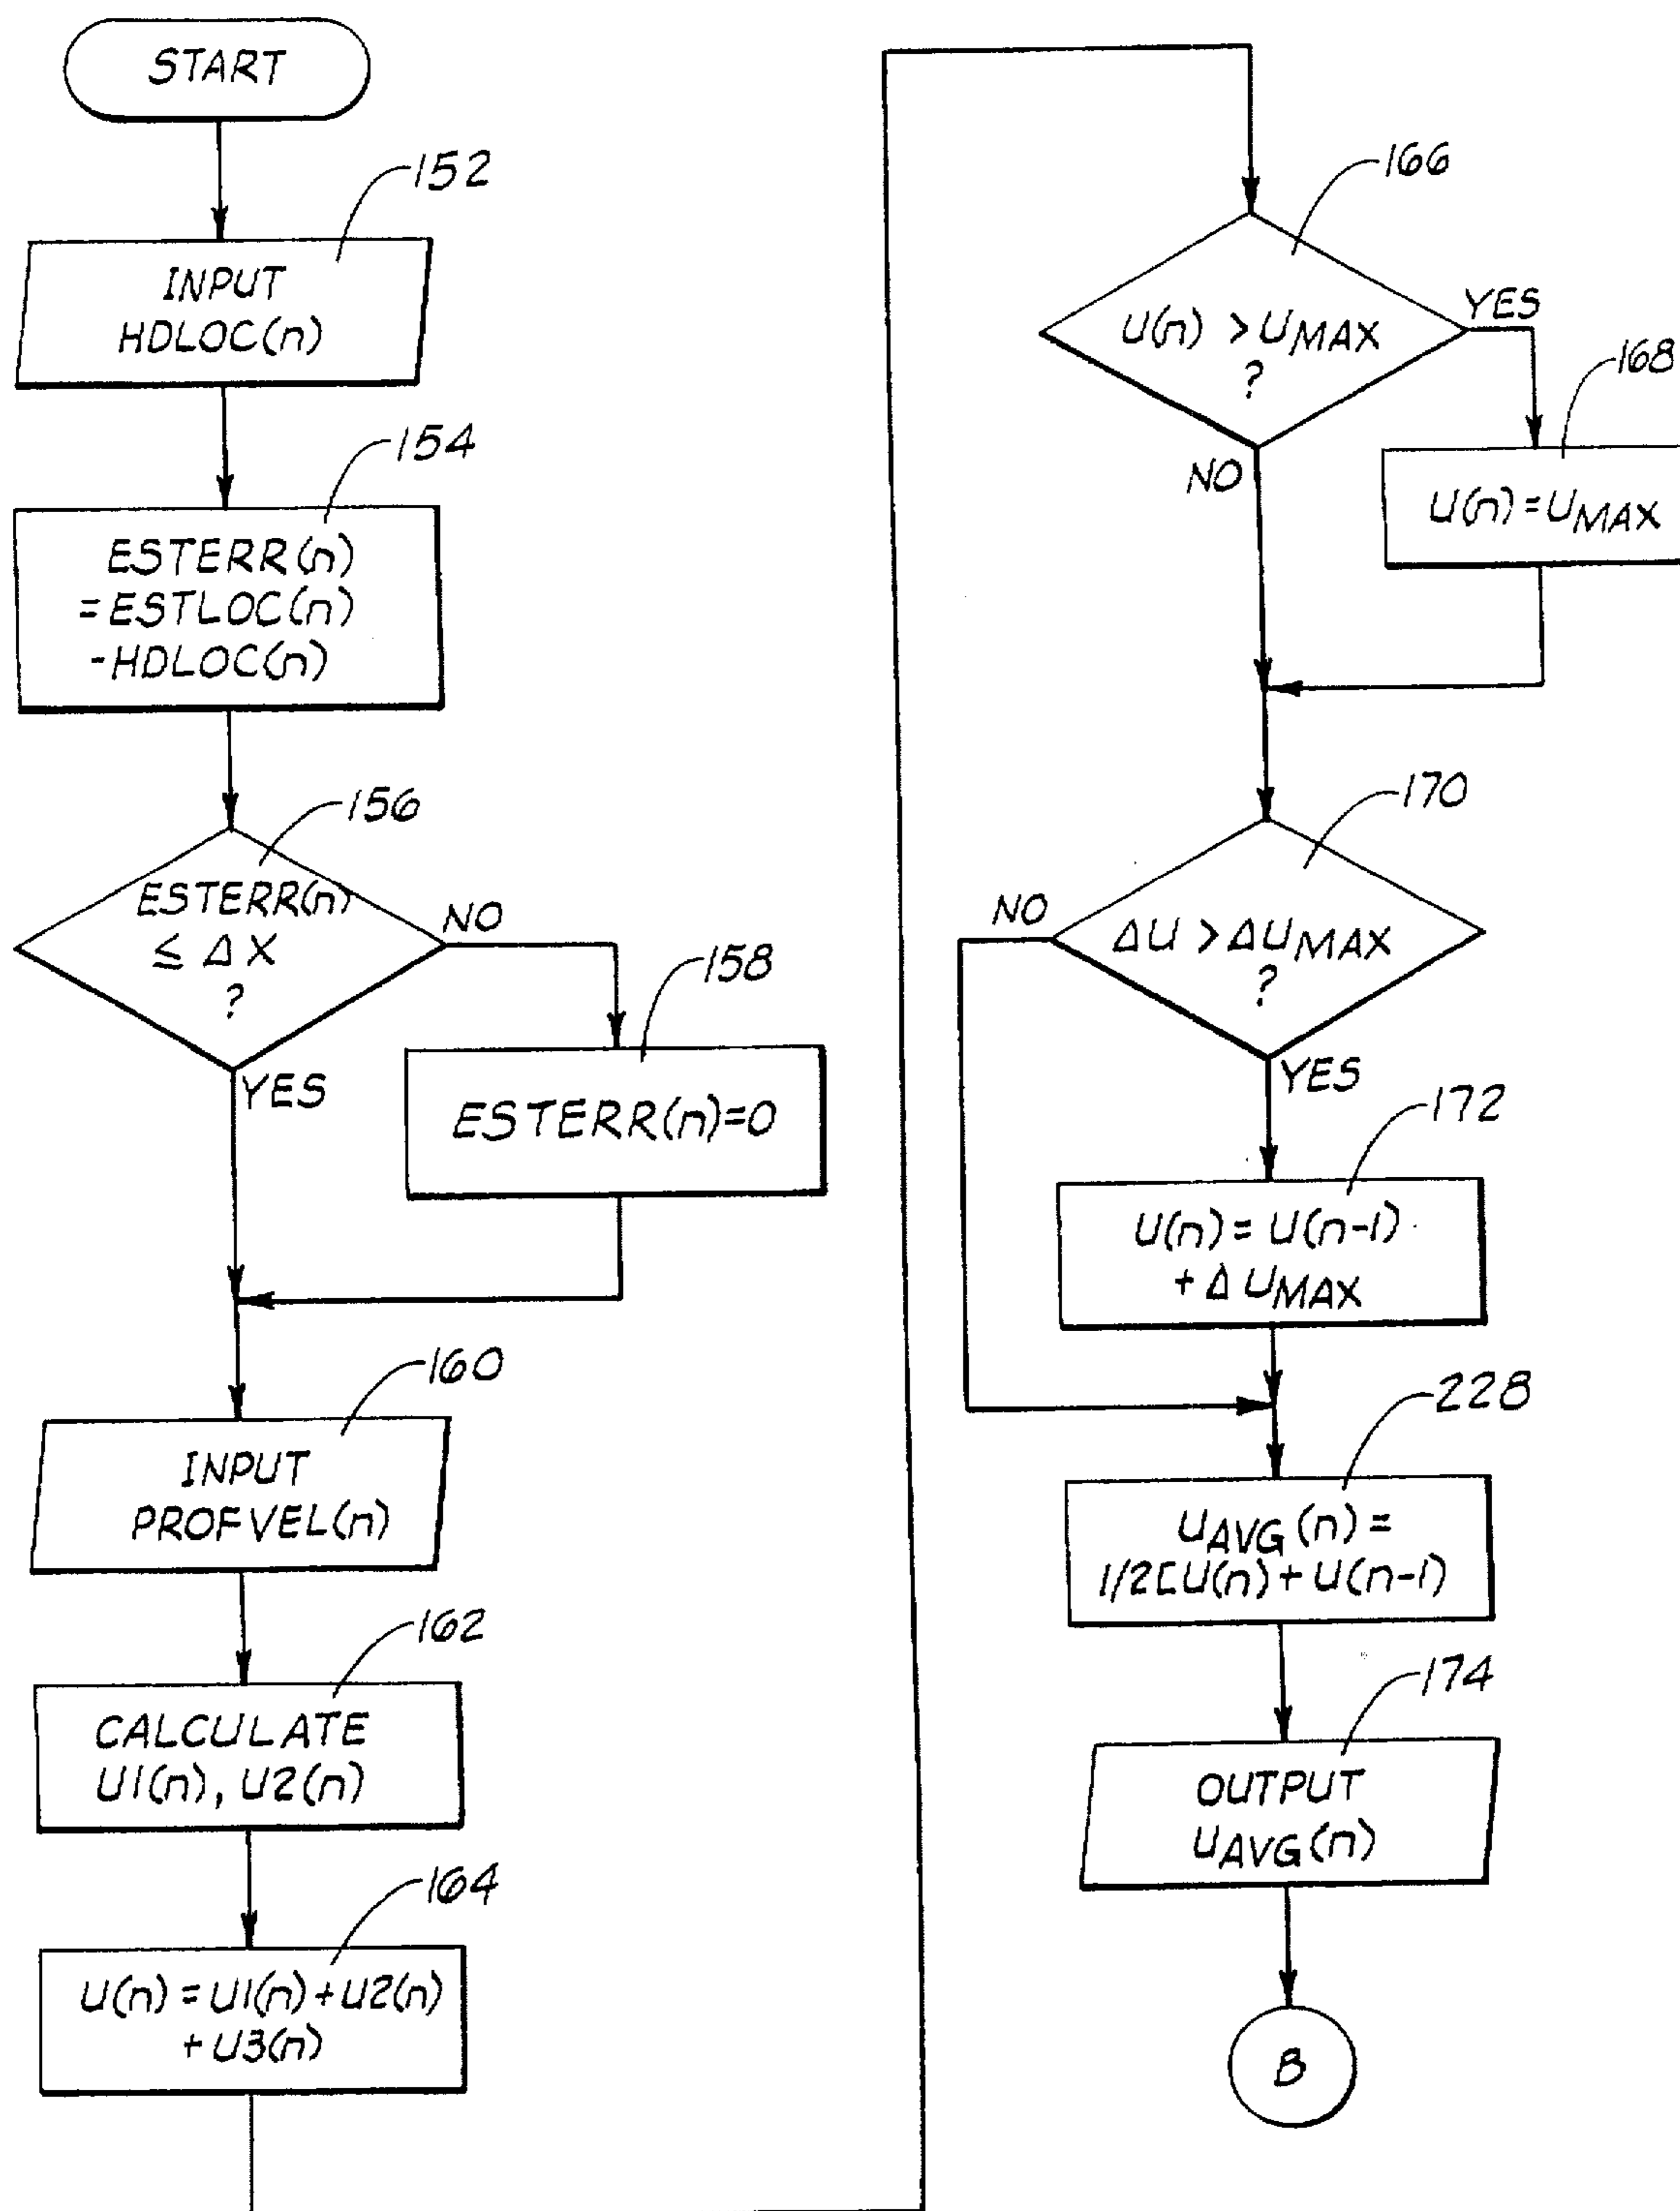 START
152
INPUT
HDLOC(n)
154
ESTERR(n)
=ESTLOC(n)
-HDLOC(n)
156
ESTERR(n)
≤ ΔX
?
NO
YES
158
ESTERR(n)=0
160
INPUT
PROFVEL(n)
162
CALCULATE
U1(n), U2(n)
164
U(n) = U1(n)+U2(n)
+ U3(n)
166
U(n) > UMAX
?
YES
NO
168
U(n) = UMAX
170
NO
ΔU > ΔUMAX
?
YES
172
U(n) = U(n-1)
+ Δ UMAX
228
UAVG (n) =
1/2[U(n) + U(n-1)
174
OUTPUT
UAVG (n)
B